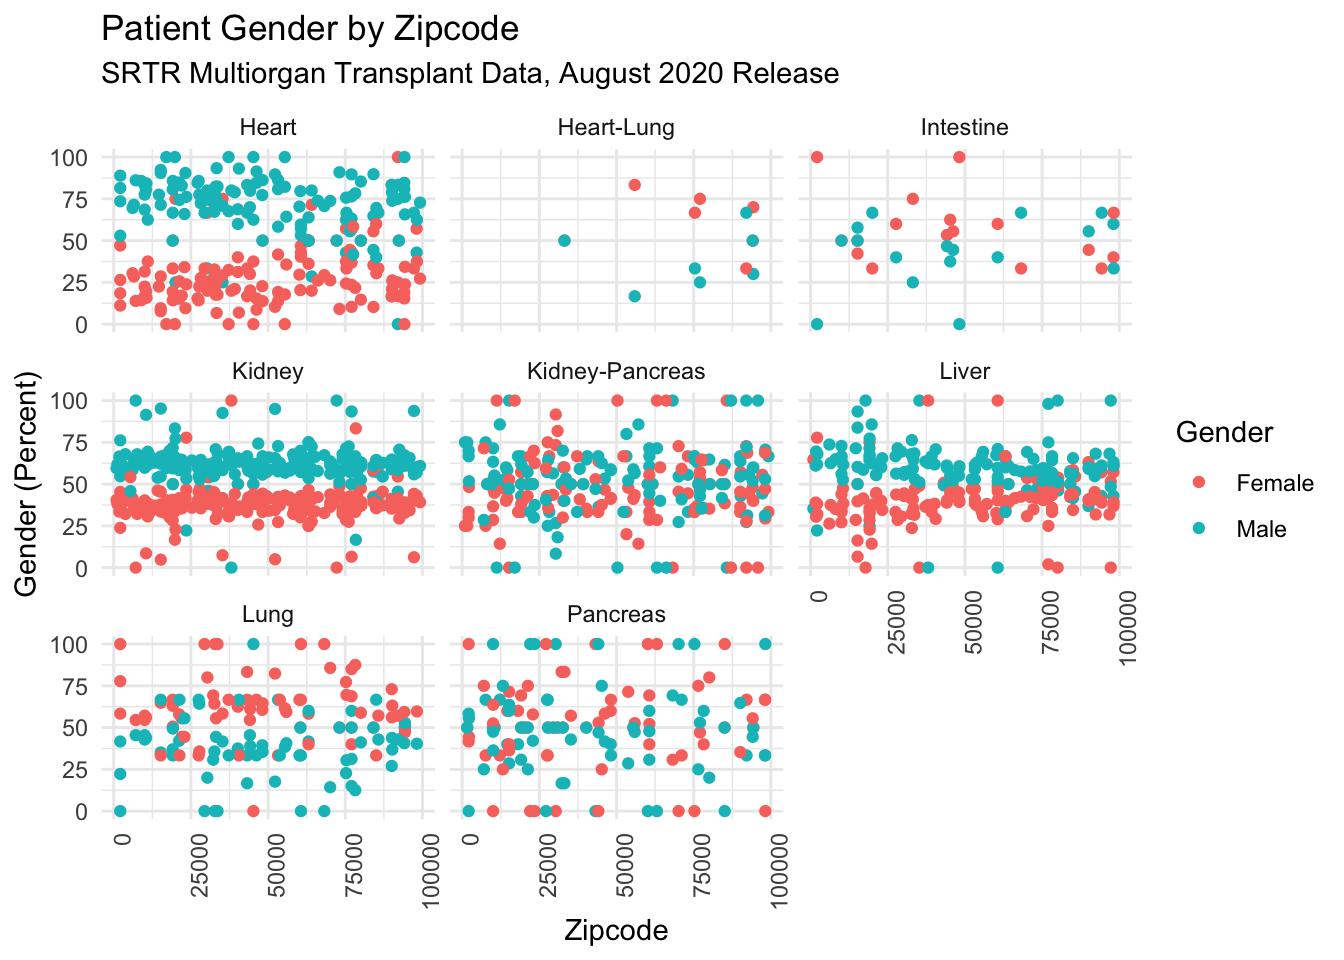 Patient Gender by Zipcode
SRTR Multiorgan Transplant Data, August 2020 Release
Heart
Heart-Lung
Intestine
100
75
50
25
0
Kidney
Kidney-Pancreas
Liver
100
75
50
25
0
0
25000
50000
75000
100000
Lung
Pancreas
100
75
50
25
0
0
25000
50000
75000
100000
0
25000
50000
75000
100000
Gender (Percent)
Zipcode
Gender
Female
Male